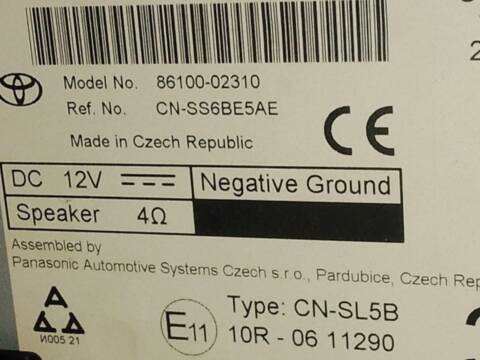 Model No. 86100-02310
Ref. No. CN-SS6BE5AE
Made in Czech Republic
CE
DC 12V Negative Ground
Speaker 4Ω
Assembled by
Panasonic Automotive Systems Czech s.r.o., Pardubice, Czech Rep
Type: CN-SL5B
E11 10R - 06 11290
И005 21